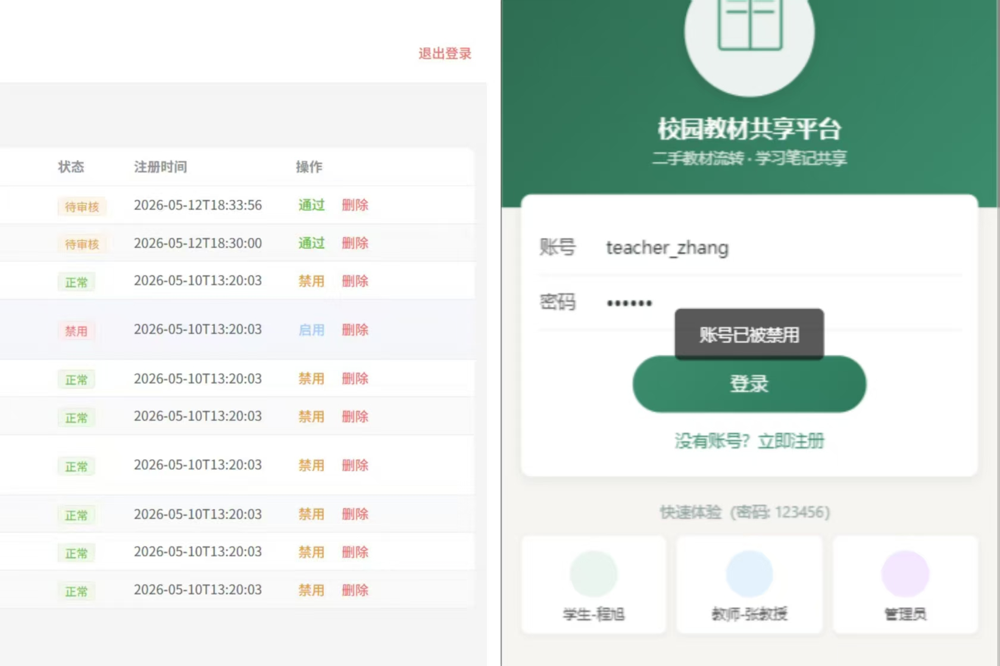 退出登录
状态 注册时间 操作
待审核 2026-05-12T18:33:56 通过 删除
待审核 2026-05-12T18:30:00 通过 删除
正常 2026-05-10T13:20:03 禁用 删除
禁用 2026-05-10T13:20:03 启用 删除
正常 2026-05-10T13:20:03 禁用 删除
正常 2026-05-10T13:20:03 禁用 删除
正常 2026-05-10T13:20:03 禁用 删除
正常 2026-05-10T13:20:03 禁用 删除
正常 2026-05-10T13:20:03 禁用 删除
正常 2026-05-10T13:20:03 禁用 删除
校园教材共享平台
二手教材流转·学习笔记共享
账号 teacher_zhang
密码 ••••••
账号已被禁用
登录
没有账号？立即注册
快速体验（密码: 123456）
学生-程旭 教师-张教授 管理员